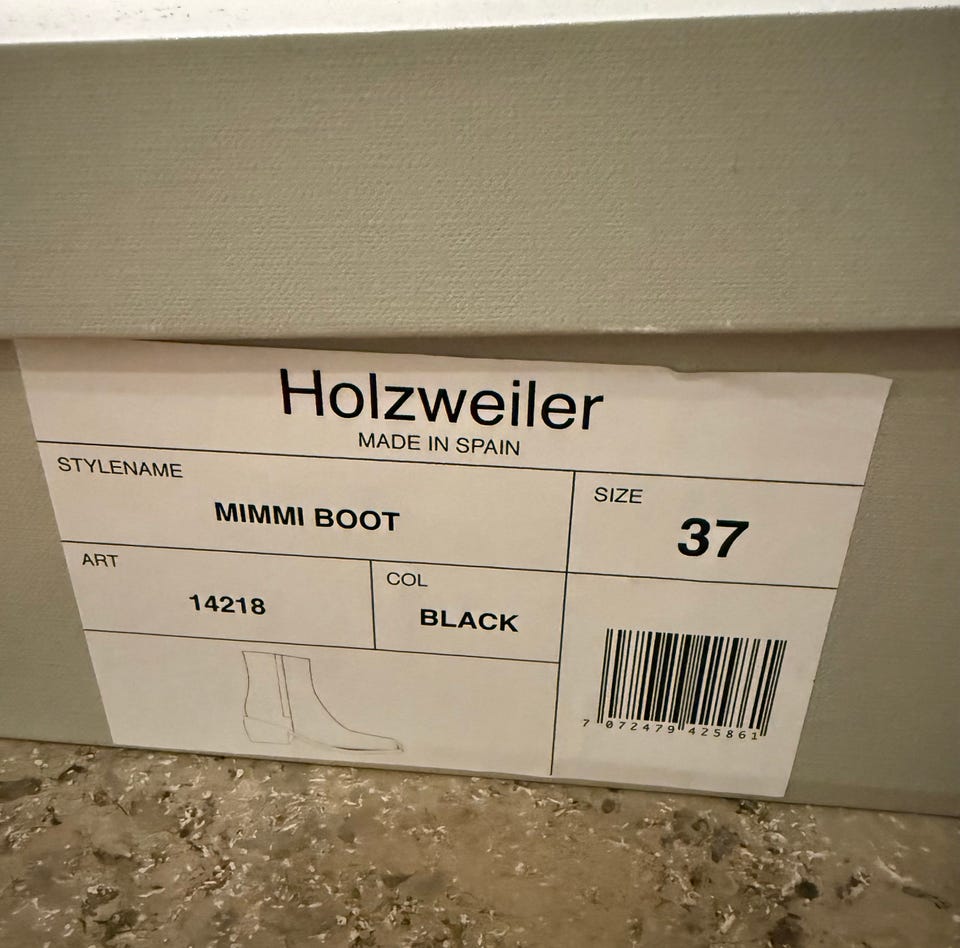 Holzweiler
MADE IN SPAIN
STYLENAME
MIMMI BOOT
SIZE
37
ART
14218
COL
BLACK
7 072479 425861